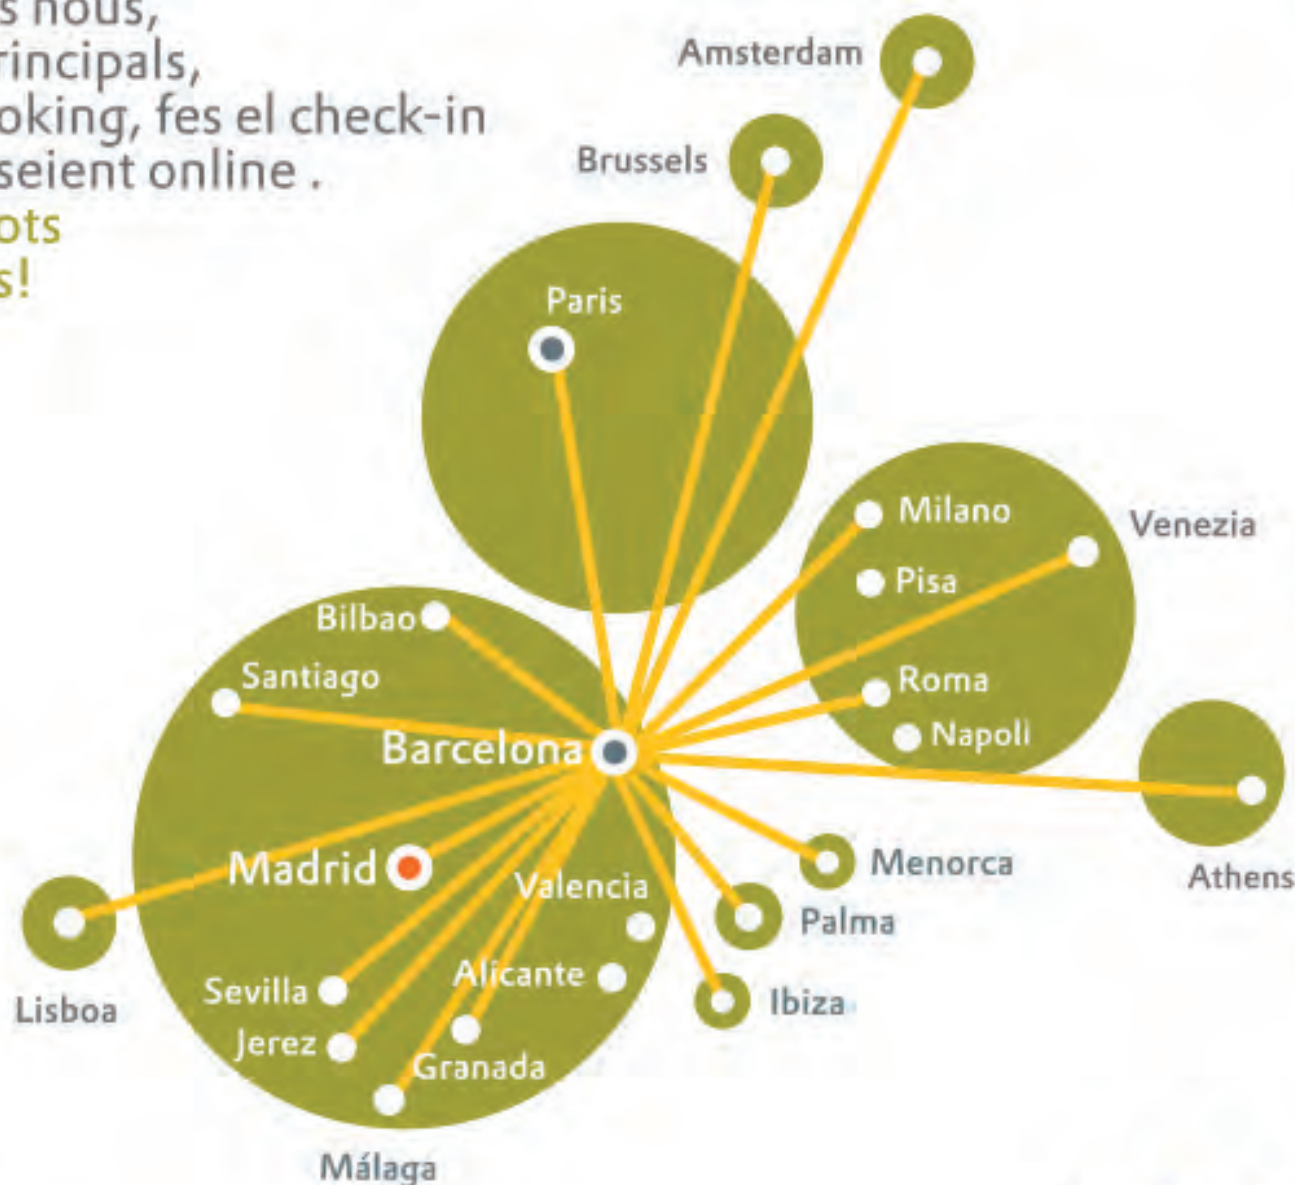 s nous,
rincipals,
oking, fes el check-in
seient online .
ots
s!
Amsterdam
Brussels
Paris
Milano
Venezia
Pisa
Bilbao
Santiago
Roma
Napoli
Barcelona
Madrid
Valencia
Menorca
Athens
Palma
Alicante
Sevilla
Lisboa
Ibiza
Jerez
Granada
Málaga